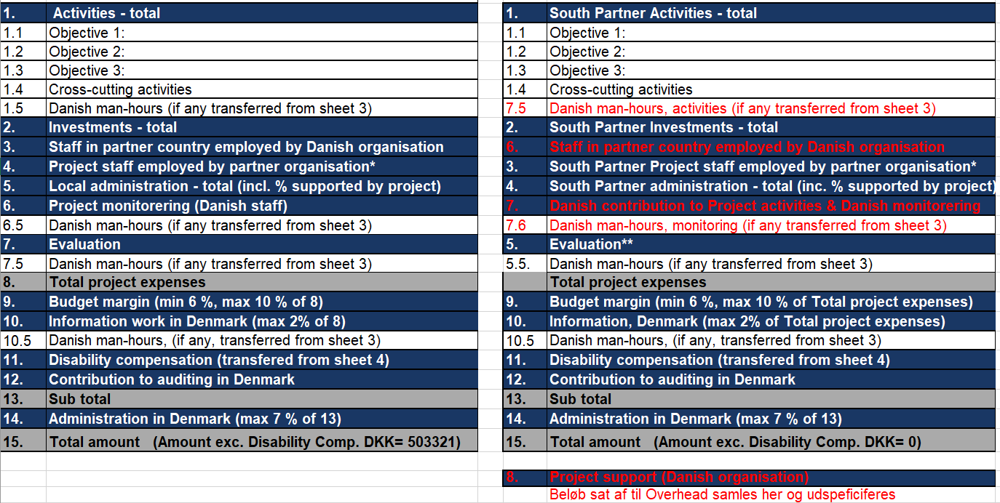 1. Activities - total
1.1 Objective 1:
1.2 Objective 2:
1.3 Objective 3:
1.4 Cross-cutting activities
1.5 Danish man-hours (if any transferred from sheet 3)
2. Investments - total
3. Staff in partner country employed by Danish organisation
4. Project staff employed by partner organisation*
5. Local administration - total (incl. % supported by project)
6. Project monitorering (Danish staff)
6.5 Danish man-hours (if any transferred from sheet 3)
7. Evaluation
7.5 Danish man-hours (if any transferred from sheet 3)
8. Total project expenses
9. Budget margin (min 6 %, max 10 % of 8)
10. Information work in Denmark (max 2% of 8)
10.5 Danish man-hours, (if any, transferred from sheet 3)
11. Disability compensation (transfered from sheet 4)
12. Contribution to auditing in Denmark
13. Sub total
14. Administration in Denmark (max 7 % of 13)
15. Total amount (Amount exc. Disability Comp. DKK= 503321)
1. South Partner Activities - total
1.1 Objective 1:
1.2 Objective 2:
1.3 Objective 3:
1.4 Cross-cutting activities
7.5 Danish man-hours, activities (if any transferred from sheet 3)
2. South Partner Investments - total
6. Staff in partner country employed by Danish organisation
3. South Partner Project staff employed by partner organisation*
4. South Partner administration - total (inc. % supported by project)
7. Danish contribution to Project activities & Danish monitorering
7.6 Danish man-hours, monitoring (if any transferred from sheet 3)
5. Evaluation**
5.5. Danish man-hours (if any transferred from sheet 3)
Total project expenses
9. Budget margin (min 6 %, max 10 % of Total project expenses)
10. Information, Denmark (max 2% of Total project expenses)
10.5 Danish man-hours, (if any, transferred from sheet 3)
11. Disability compensation (transfered from sheet 4)
12. Contribution to auditing in Denmark
13. Sub total
14. Administration in Denmark (max 7 % of 13)
15. Total amount (Amount exc. Disability Comp. DKK= 0)
8. Project support (Danish organisation)
Beløb sat af til Overhead samles her og udspeficiferes